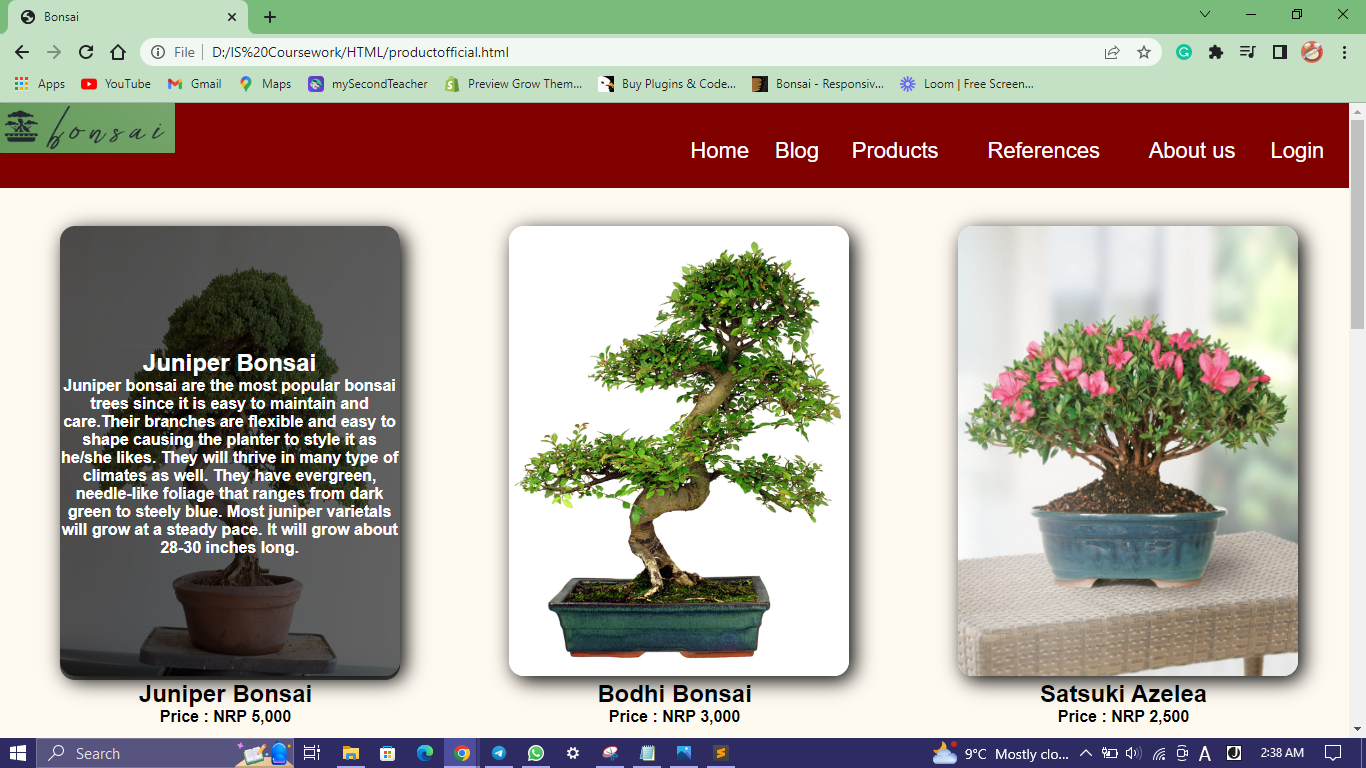 Bonsai
File
D:/IS%20Coursework/HTML/productofficial.html
Apps
YouTube
Gmail
Maps
mySecondTeacher
Preview Grow Them...
Buy Plugins & Code...
Bonsai - Responsiv...
Loom | Free Screen...
bonsai
Home
Blog
Products
References
About us
Login
Juniper Bonsai
Juniper bonsai are the most popular bonsai
trees since it is easy to maintain and
care.Their branches are flexible and easy to
shape causing the planter to style it as
he/she likes. They will thrive in many type of
climates as well. They have evergreen,
needle-like foliage that ranges from dark
green to steely blue. Most juniper varietals
will grow at a steady pace. It will grow about
28-30 inches long.
Juniper Bonsai
Price : NRP 5,000
Bodhi Bonsai
Price : NRP 3,000
Satsuki Azelea
Price : NRP 2,500
Search
9°C Mostly clo...
A
2:38 AM